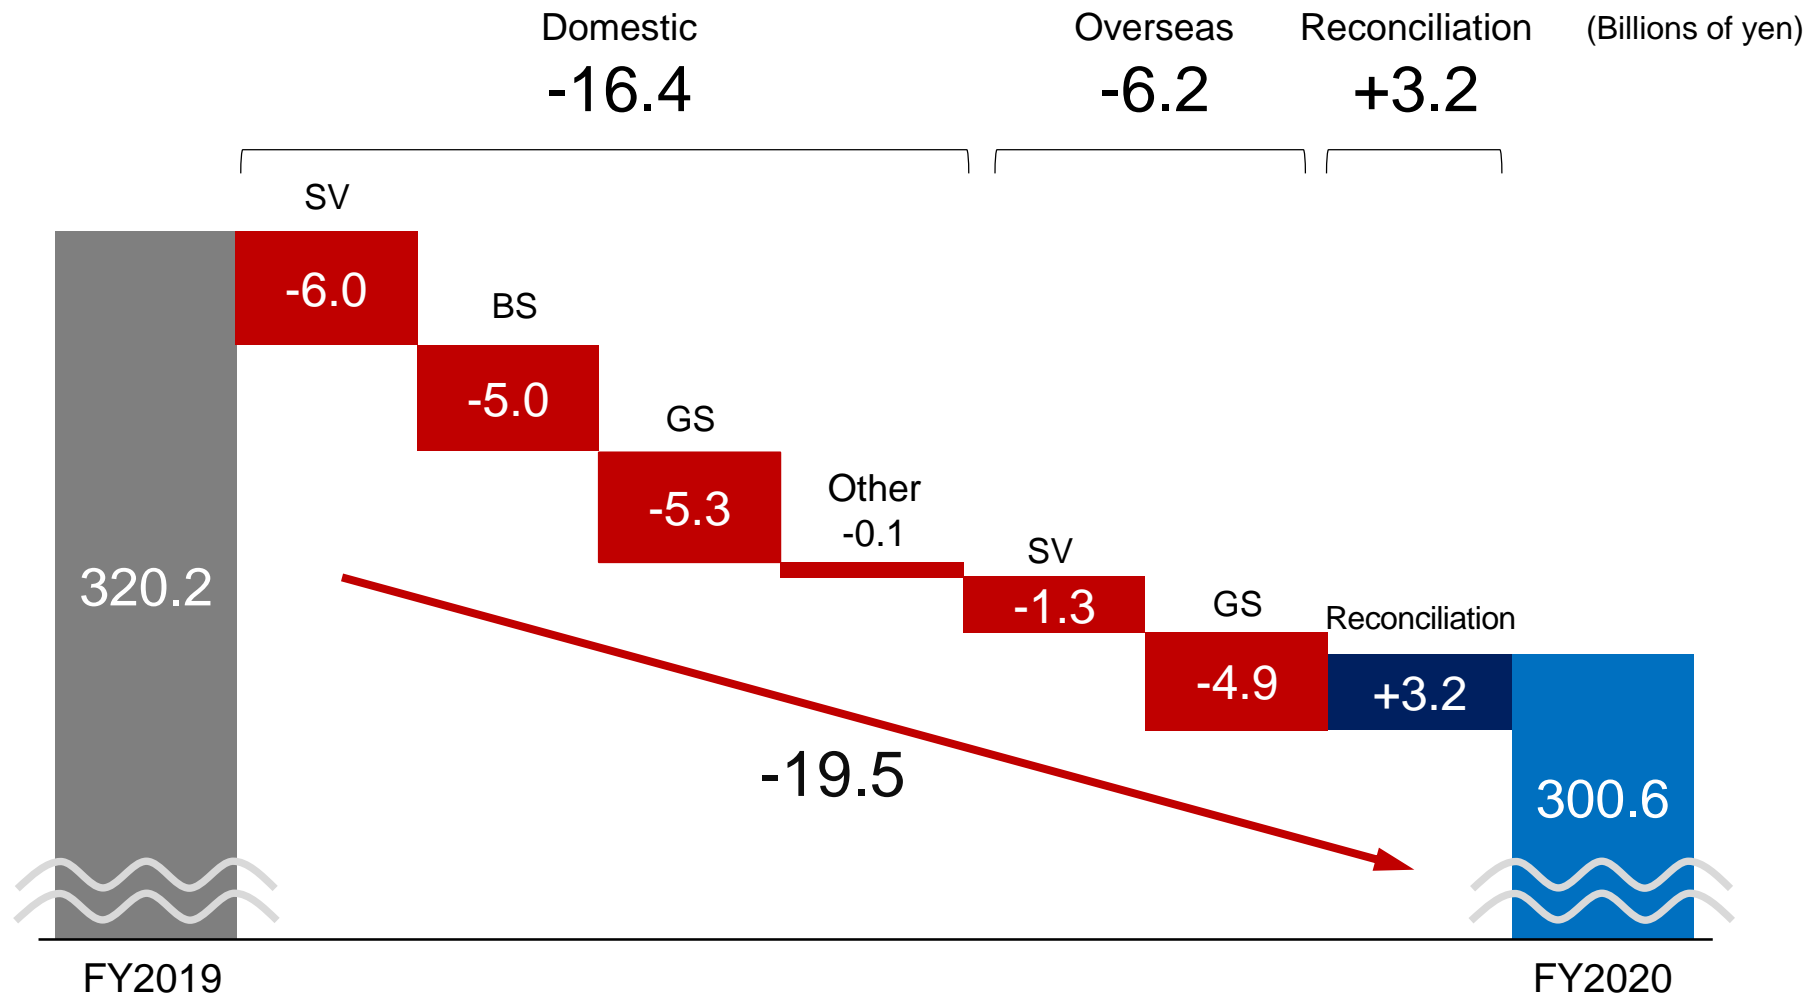 Domestic
-16.4
Overseas
-6.2
Reconciliation
+3.2
(Billions of yen)
SV
-6.0
BS
-5.0
GS
-5.3
Other
-0.1
SV
-1.3
GS
-4.9
Reconciliation
+3.2
320.2
-19.5
300.6
FY2019
FY2020